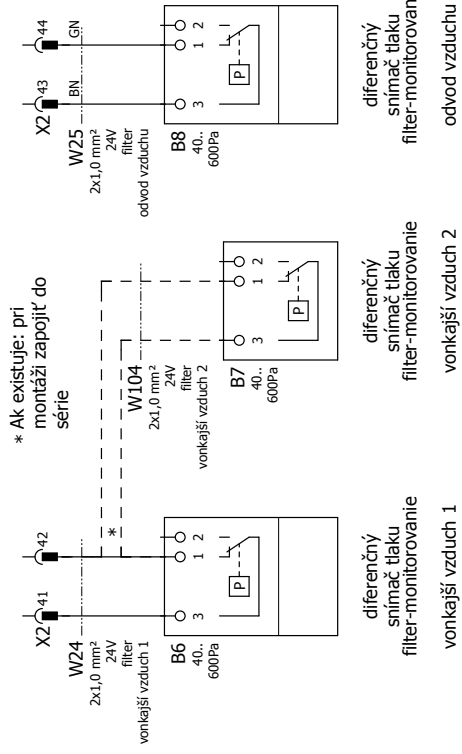 * Ak existuje: pri
montáži zapojiť do
série
X2 41 42
W24
2x1,0 mm²
24V
filter
vonkajší vzduch 1
*
B6
40..
600Pa
3 1 2
P
diferenčný
snímač tlaku
filter-monitorovanie
vonkajší vzduch 1
W104
2x1,0 mm²
24V
filter
vonkajší vzduch 2
B7
40..
600Pa
3 1 2
P
diferenčný
snímač tlaku
filter-monitorovanie
vonkajší vzduch 2
X2 43 44
BN GN
W25
2x1,0 mm²
24V
filter
odvod vzduchu
B8
40..
600Pa
3 1 2
P
diferenčný
snímač tlaku
odvod vzduchu